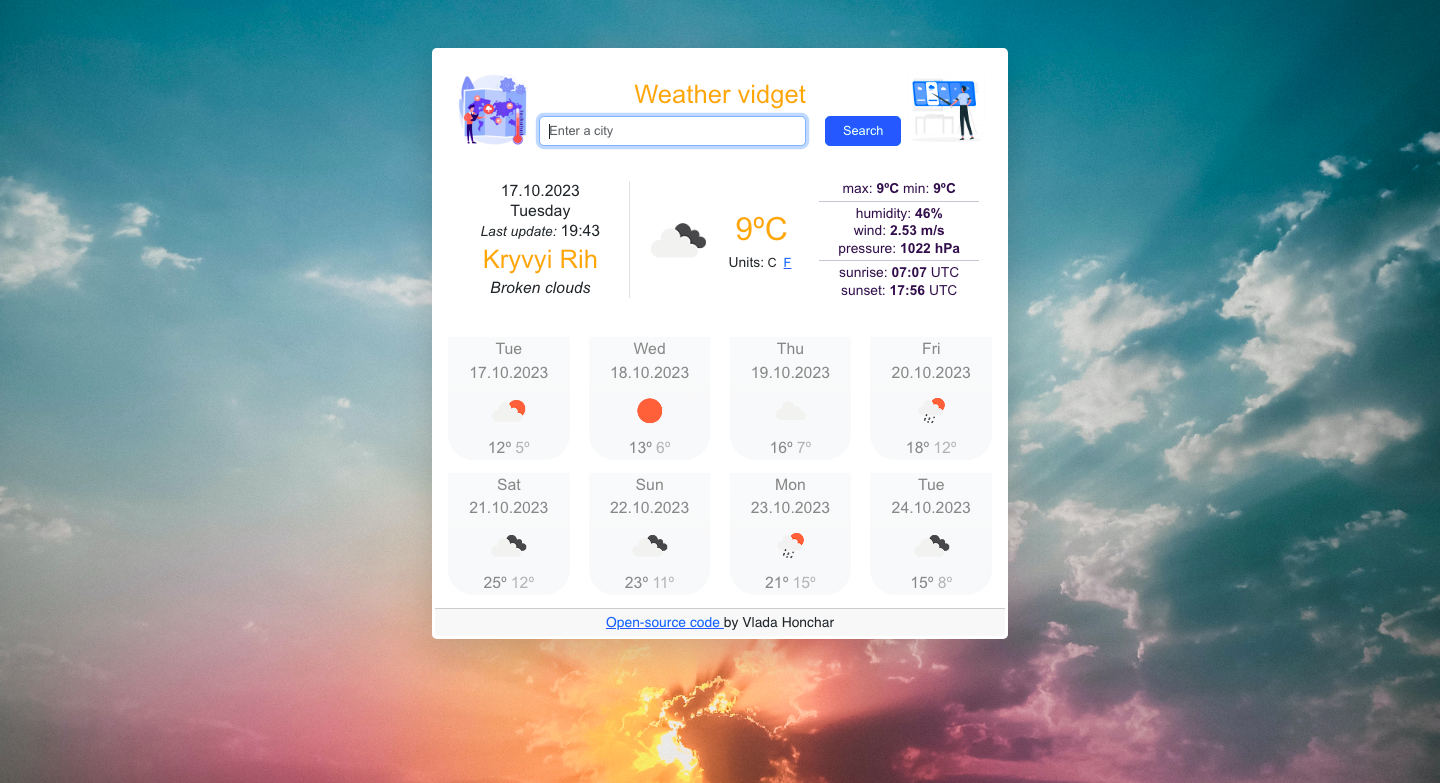 Weather vidget
Enter a city
Search
17.10.2023
Tuesday
Last update: 19:43
Kryvyi Rih
Broken clouds
9ºC
Units: C F
max: 9ºC min: 9ºC
humidity: 46%
wind: 2.53 m/s
pressure: 1022 hPa
sunrise: 07:07 UTC
sunset: 17:56 UTC
Tue
17.10.2023
12º 5º
Wed
18.10.2023
13º 6º
Thu
19.10.2023
16º 7º
Fri
20.10.2023
18º 12º
Sat
21.10.2023
25º 12º
Sun
22.10.2023
23º 11º
Mon
23.10.2023
21º 15º
Tue
24.10.2023
15º 8º
Open-source code by Vlada Honchar